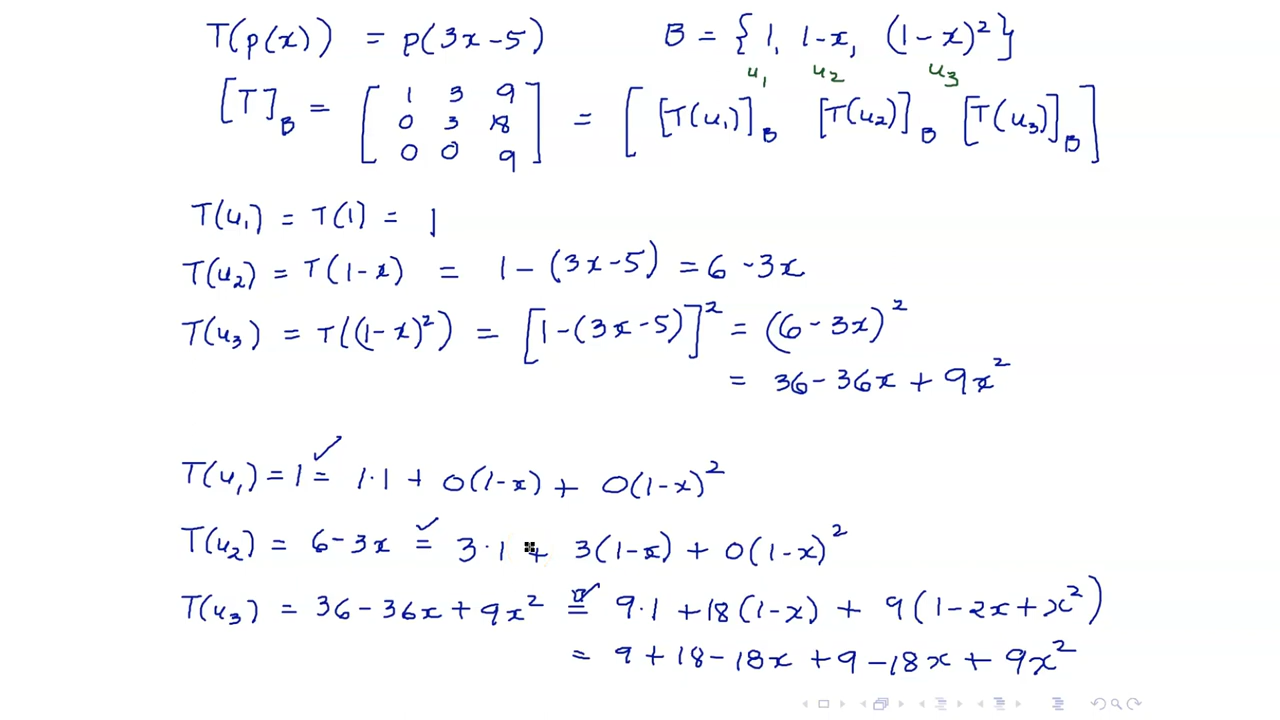 T(p(x)) = p(3x-5) B = {1, 1-x, (1-x)²}
u₁ u₂ u₃
[T]_B = [1 3 9; 0 3 18; 0 0 9] = [[T(u₁)]_B [T(u₂)]_B [T(u₃)]_B]
T(u₁) = T(1) = 1
T(u₂) = T(1-x) = 1-(3x-5) = 6-3x
T(u₃) = T((1-x)²) = [1-(3x-5)]² = (6-3x)²
= 36-36x+9x²
T(u₁) = 1 = 1·1 + 0(1-x) + 0(1-x)²
T(u₂) = 6-3x = 3·1 + 3(1-x) + 0(1-x)²
T(u₃) = 36-36x+9x² = 9·1 + 18(1-x) + 9(1-2x+x²)
= 9+18-18x+9-18x+9x²